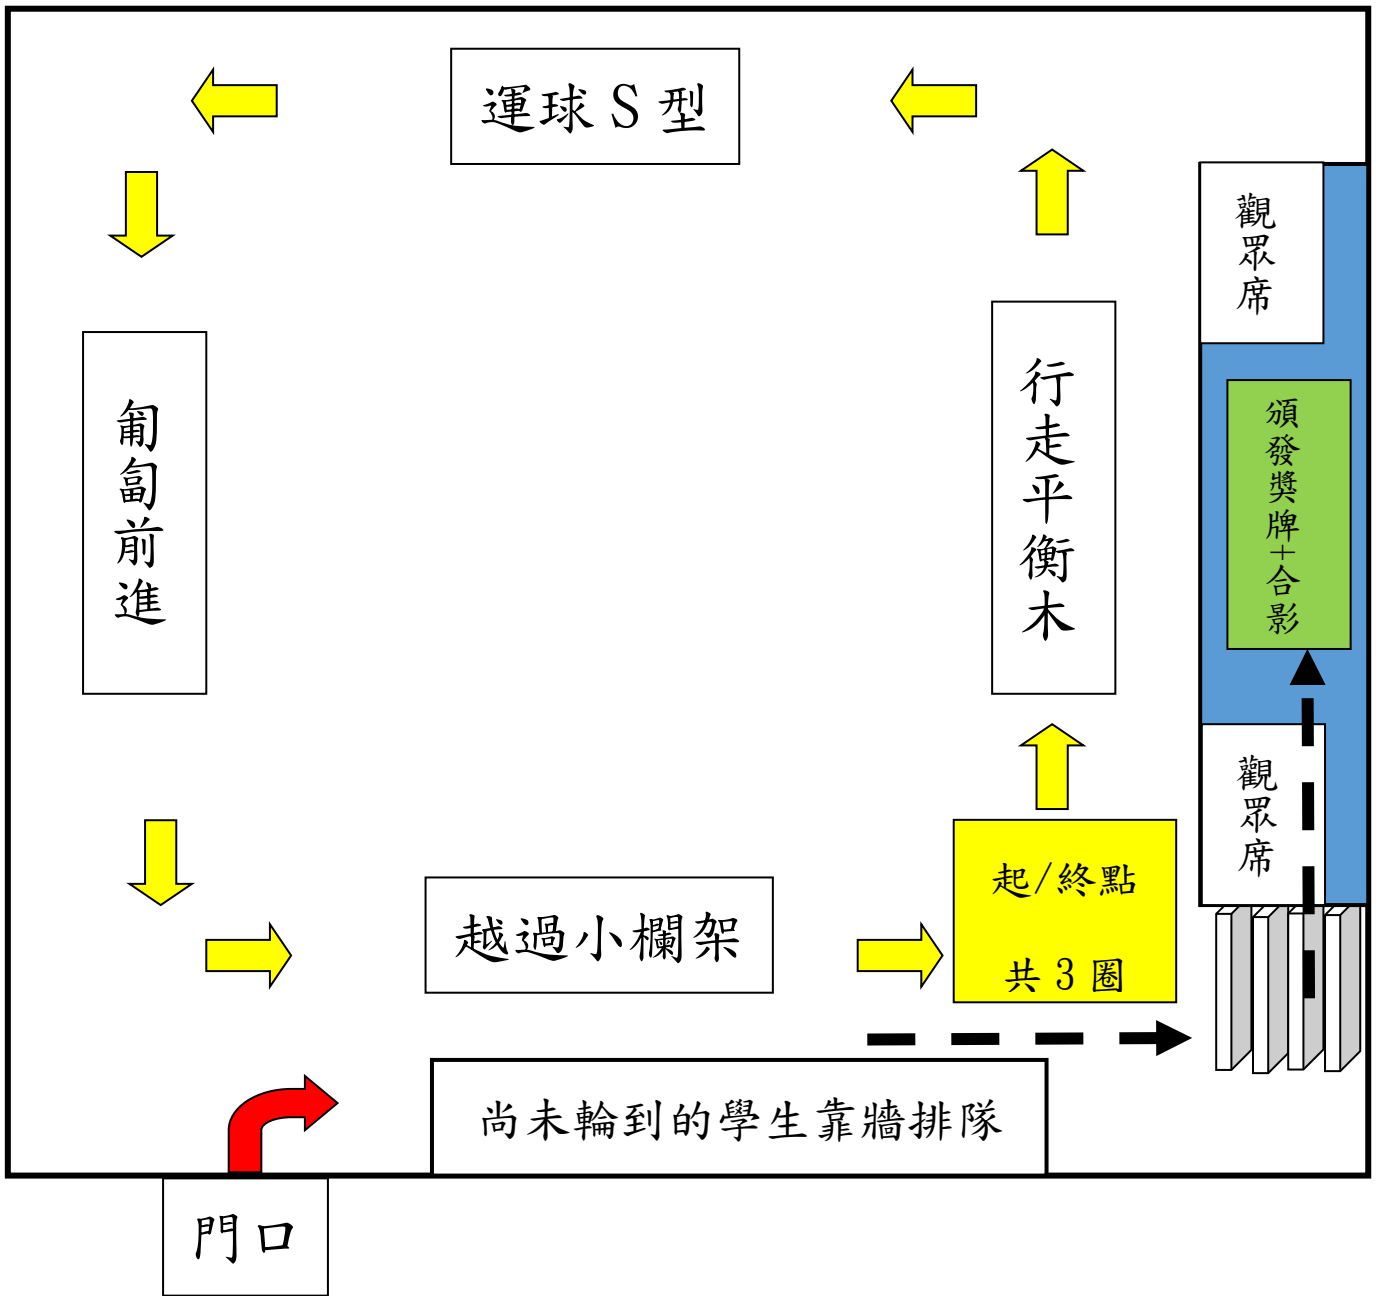 運球 S 型
觀眾席
匍匐前進
行走平衡木
頒發獎牌+合影
觀眾席
起/終點
共 3 圈
越過小欄架
尚未輪到的學生靠牆排隊
門口